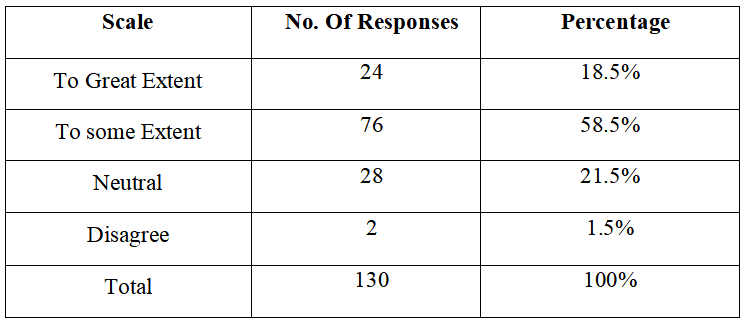 Scale No. Of Responses Percentage
To Great Extent 24 18.5%
To some Extent 76 58.5%
Neutral 28 21.5%
Disagree 2 1.5%
Total 130 100%